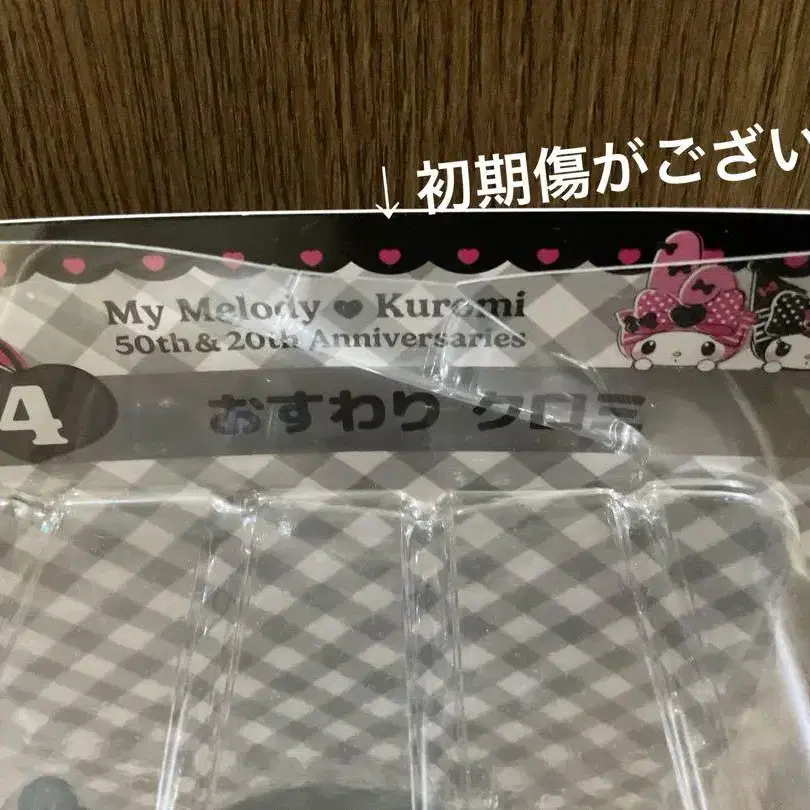 ↓初期傷がござい
My Melody ♥ Kuromi
50th & 20th Anniversaries
4 おすわり クロミ